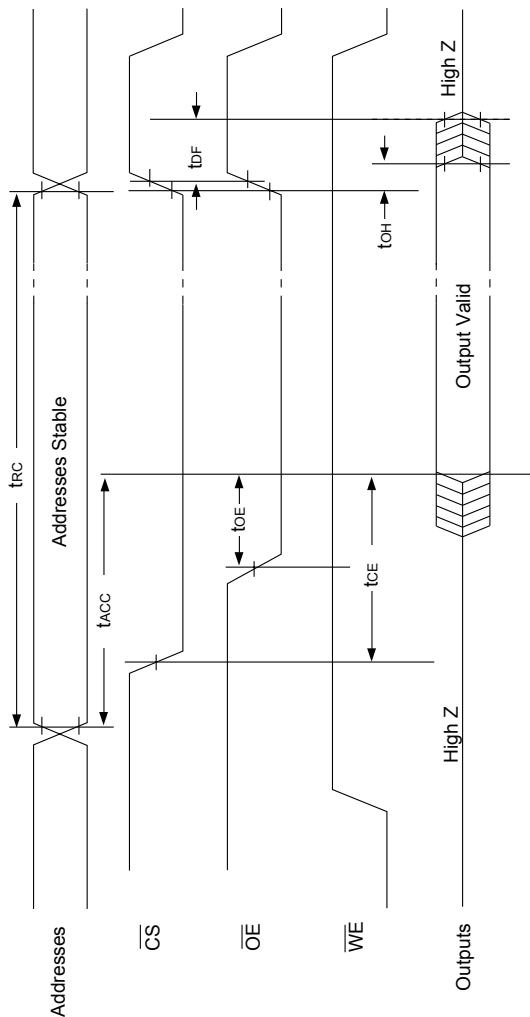 tRC
Addresses
Addresses Stable
tACC
CS
tDF
OE
tOE
WE
tCE
tOH
Outputs
High Z
Output Valid
High Z